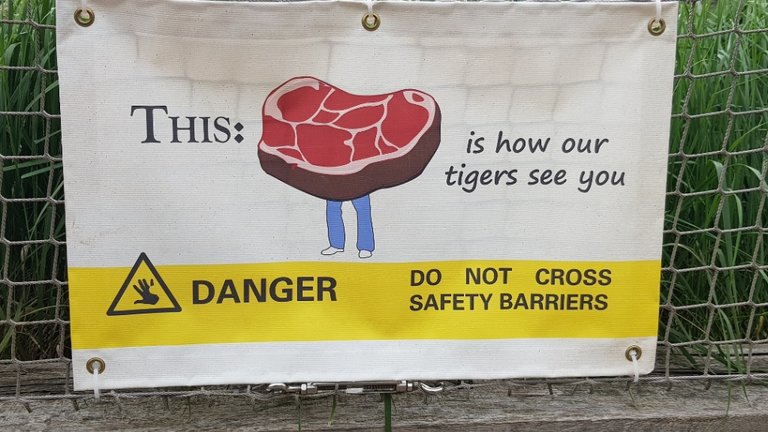 THIS:
is how our
tigers see you
DANGER
DO NOT CROSS
SAFETY BARRIERS